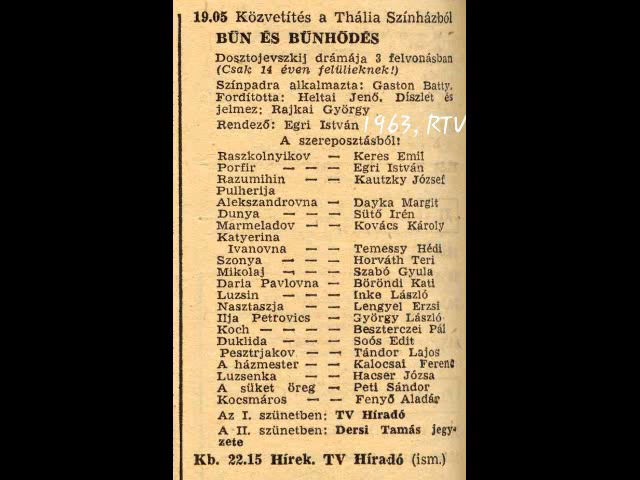 19.05 Közvetítés a Thália Színházból
BŰN ÉS BŰNHŐDÉS
Dosztojevszkij drámája 3 felvonásban
(Csak 14 éven felülieknek!)
Színpadra alkalmazta: Gaston Batty.
Fordította: Heltai Jenő. Díszlet és
jelmez: Rajkai György
Rendező: Egri István 1963, RTV
A szereposztásból:
Raszkolnyikov — Keres Emil
Porfir — — — Egri István
Razumihin — — Kautzky József
Pulherija
Alekszandrovna — Dayka Margit
Dunya — — — Sütő Irén
Marmeladov — — Kovács Károly
Katyerina
Ivanovna — — Temessy Hédi
Szonya — — — Horváth Teri
Mikolaj — — — Szabó Gyula
Daria Pavlovna — Böröndi Kati
Luzsin — — — Inke László
Nasztaszja — — Lengyel Erzsi
Ilja Petrovics — György László
Koch — — — — Beszterczei Pál
Duklida — — — Soós Edit
Pesztrjakov — — Tándor Lajos
A házmester — — Kalocsai Ferenc
Luzsenka — — Hacser Józsa
A süket öreg — — Peti Sándor
Kocsmáros — — Fenyő Aladár
Az I. szünetben: TV Híradó
A II. szünetben: Dersi Tamás jegy-
zete
Kb. 22.15 Hírek. TV Híradó (ism.)